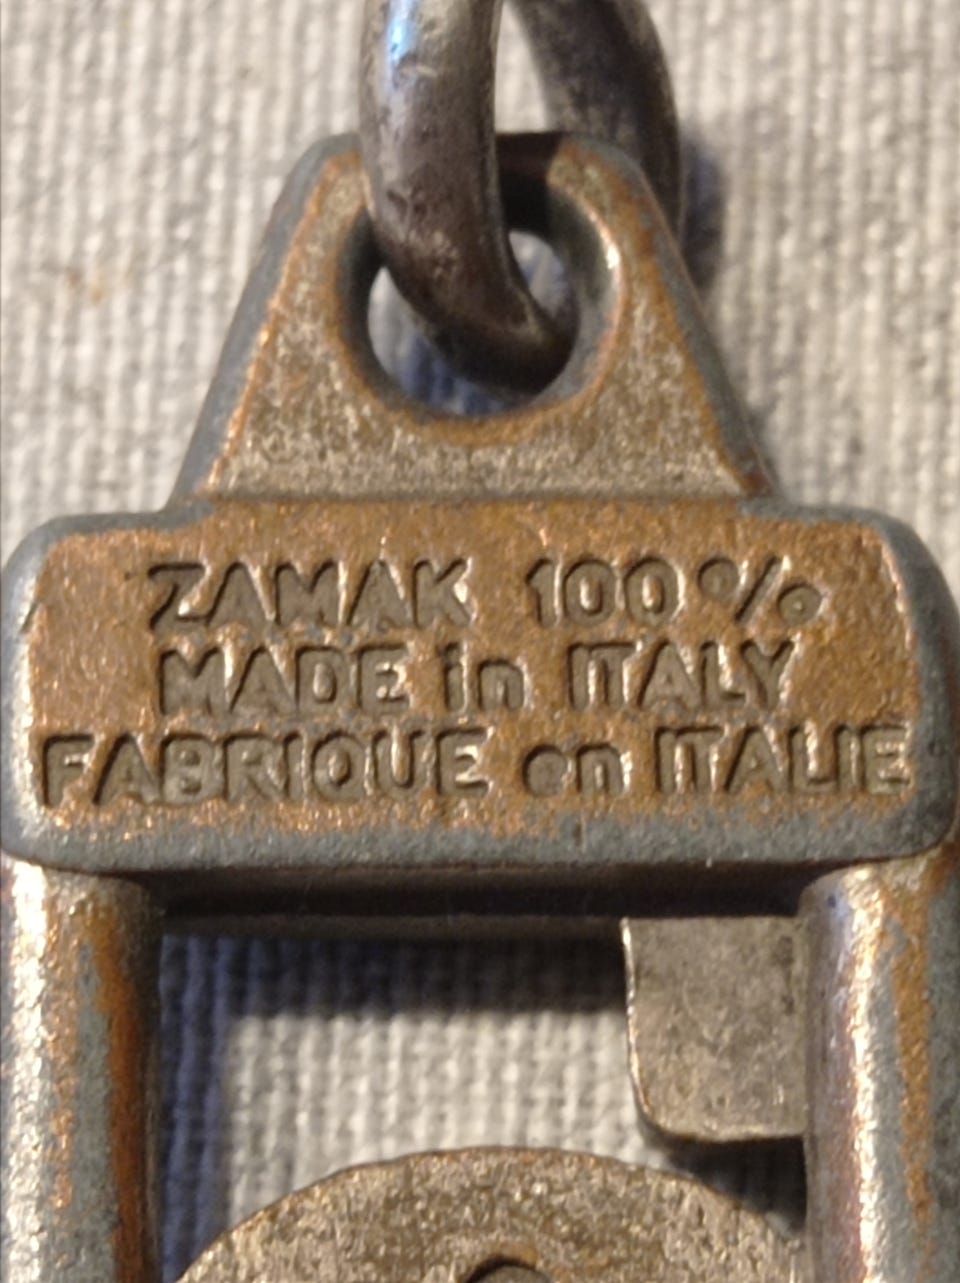 ZAMAK 100%
MADE in ITALY
FABRIQUE en ITALIE